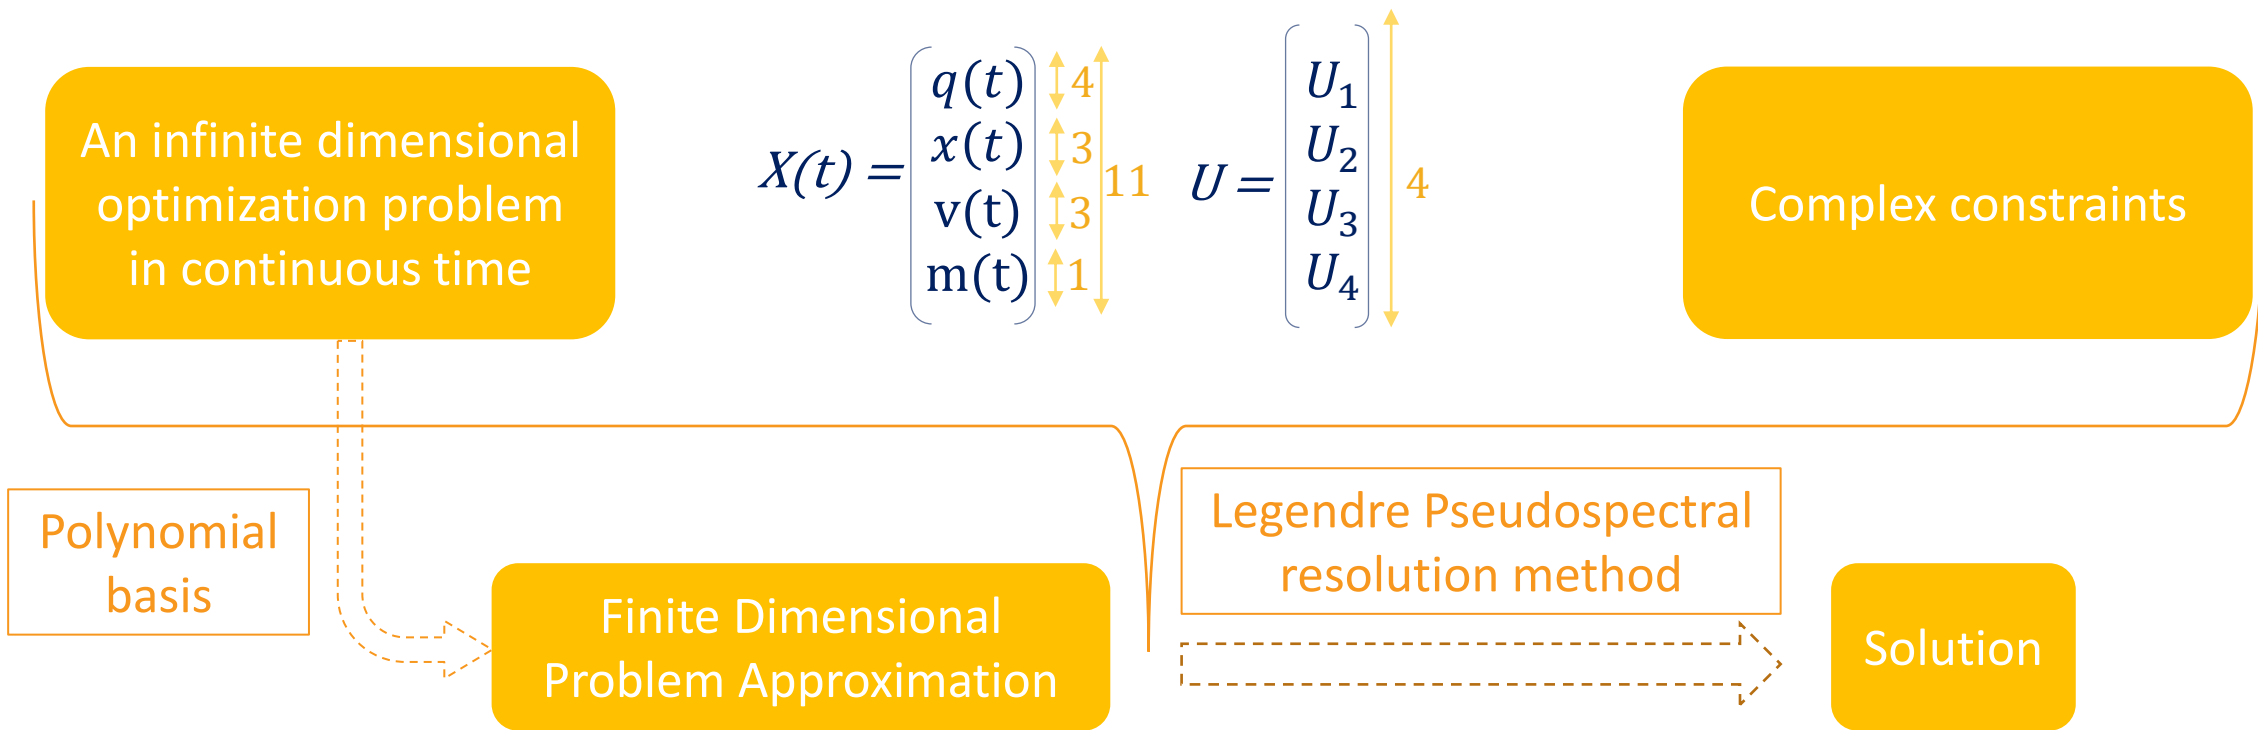 An infinite dimensional
optimization problem
in continuous time
X(t) =
q(t)
x(t)
v(t)
m(t)
4
3
3
1
11
U =
U₁
U₂
U₃
U₄
4
Complex constraints
Polynomial
basis
Finite Dimensional
Problem Approximation
Legendre Pseudospectral
resolution method
Solution